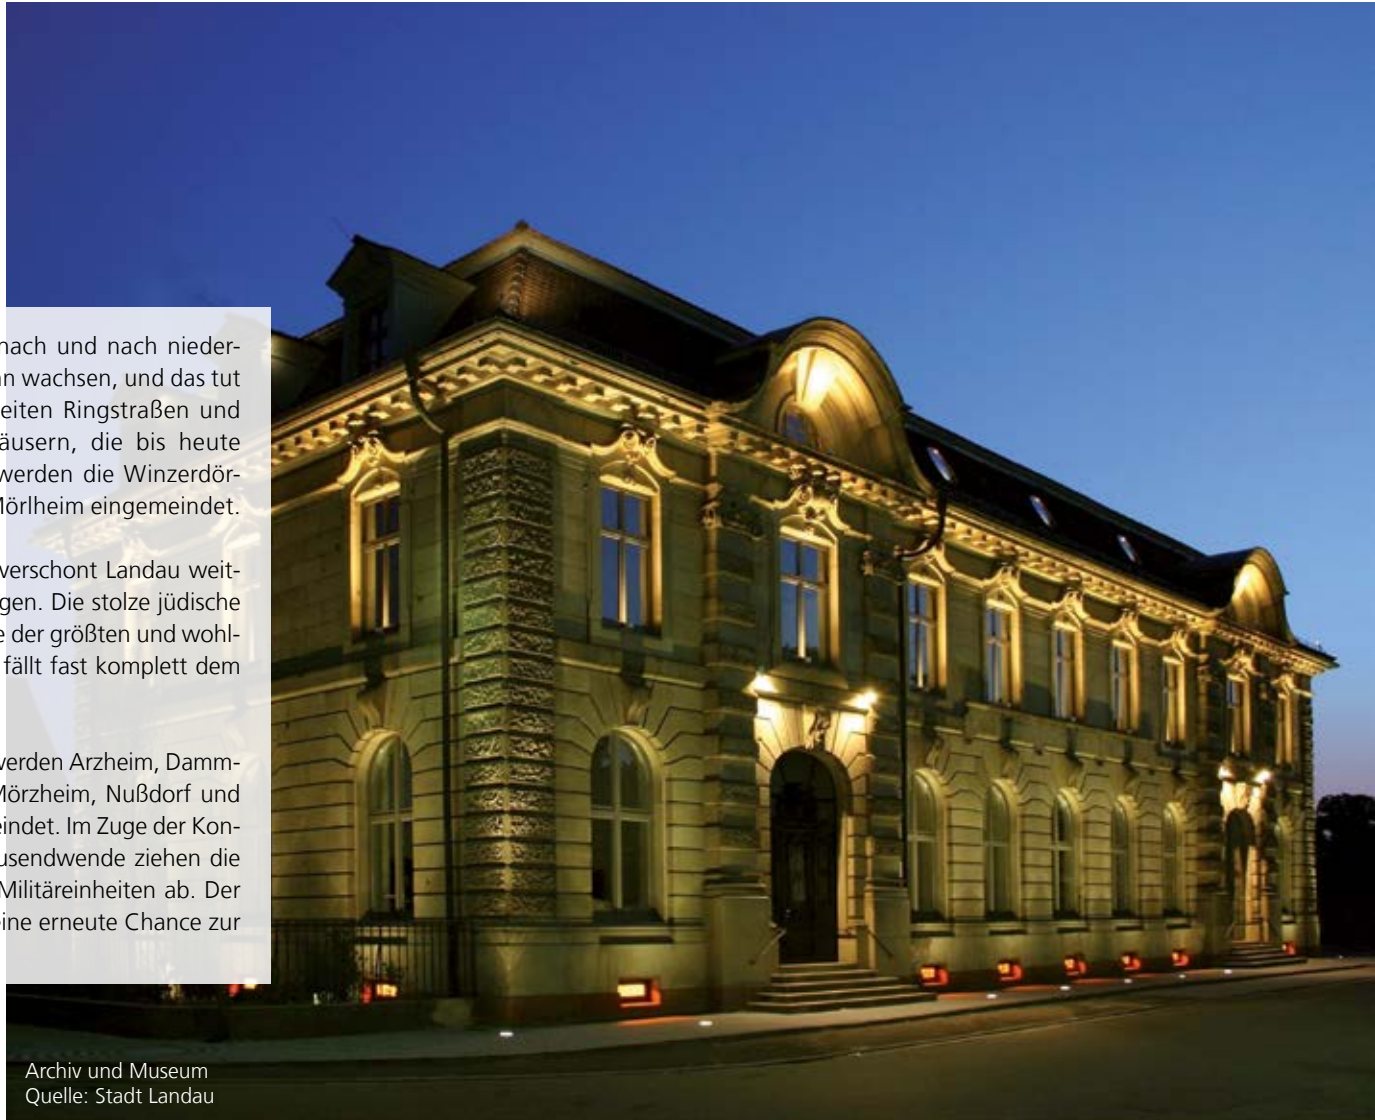 nach und nach nieder-
wachsen, und das tut
eiten Ringstraßen und
äusern, die bis heute
werden die Winzerdör-
Mörlheim eingemeindet.
verschont Landau weit-
gen. Die stolze jüdische
e der größten und wohl-
fällt fast komplett dem
werden Arzheim, Damm-
Mörzheim, Nußdorf und
eindet. Im Zuge der Kon-
usendwende ziehen die
Militäreinheiten ab. Der
eine erneute Chance zur
Archiv und Museum
Quelle: Stadt Landau